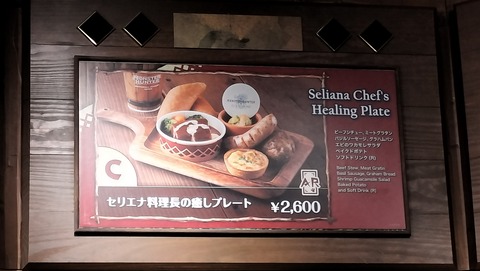 Seliana Chef's
Healing Plate
ビーフシチュー、ミートグラタン
バジルソーセージ、グラハムパン
エビのワカモレサラダ
ベイクドポテト
ソフトドリンク (R)
Beef Stew, Meat Gratin
Basil Sausage, Graham Bread
Shrimp Guacamole Salad
Baked Potato
and Soft Drink (R)
MONSTER
HUNTER
C
AR
セリエナ料理長の癒しプレート
¥2,600